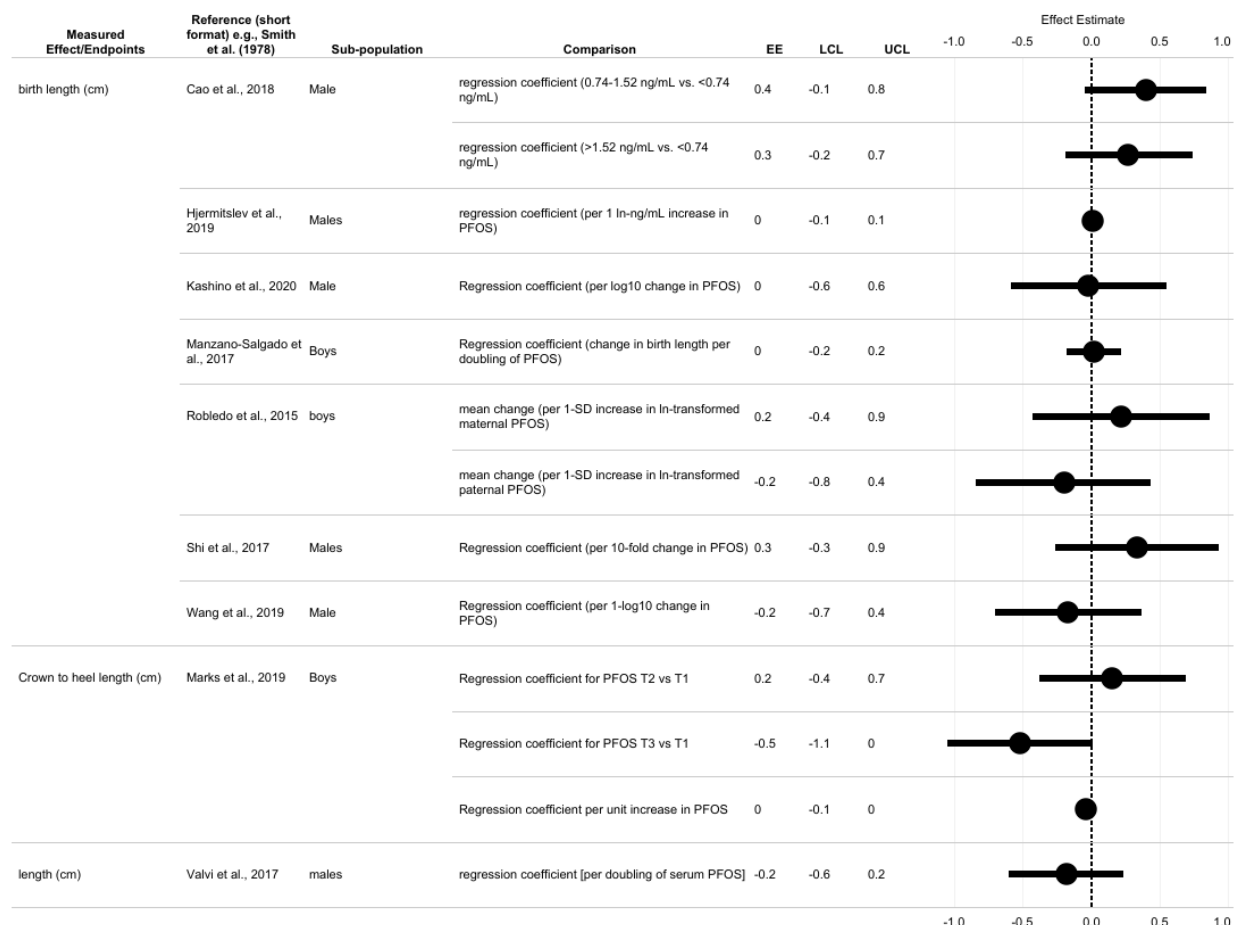 Effect Estimate
Measured Effect/Endpoints
Reference (short format) e.g., Smith et al. (1978)
Sub-population
Comparison
EE
LCL
UCL
-1.0 -0.5 0.0 0.5 1.0
birth length (cm)
Cao et al., 2018
Male
regression coefficient (0.74-1.52 ng/mL vs. <0.74
ng/mL)
0.4 -0.1 0.8
regression coefficient (>1.52 ng/mL vs. <0.74
ng/mL)
0.3 -0.2 0.7
Hjermitslev et al.,
2019
Males
regression coefficient (per 1 ln-ng/mL increase in
PFOS)
0 -0.1 0.1
Kashino et al., 2020
Male
Regression coefficient (per log10 change in PFOS)
0 -0.6 0.6
Manzano-Salgado et
al., 2017
Boys
Regression coefficient (change in birth length per
doubling of PFOS)
0 -0.2 0.2
Robledo et al., 2015
boys
mean change (per 1-SD increase in ln-transformed
maternal PFOS)
0.2 -0.4 0.9
mean change (per 1-SD increase in ln-transformed
paternal PFOS)
-0.2 -0.8 0.4
Shi et al., 2017
Males
Regression coefficient (per 10-fold change in PFOS)
0.3 -0.3 0.9
Wang et al., 2019
Male
Regression coefficient (per 1-log10 change in
PFOS)
-0.2 -0.7 0.4
Crown to heel length (cm)
Marks et al., 2019
Boys
Regression coefficient for PFOS T2 vs T1
0.2 -0.4 0.7
Regression coefficient for PFOS T3 vs T1
-0.5 -1.1 0
Regression coefficient per unit increase in PFOS
0 -0.1 0
length (cm)
Valvi et al., 2017
males
regression coefficient [per doubling of serum PFOS]
-0.2 -0.6 0.2
-1.0 -0.5 0.0 0.5 1.0